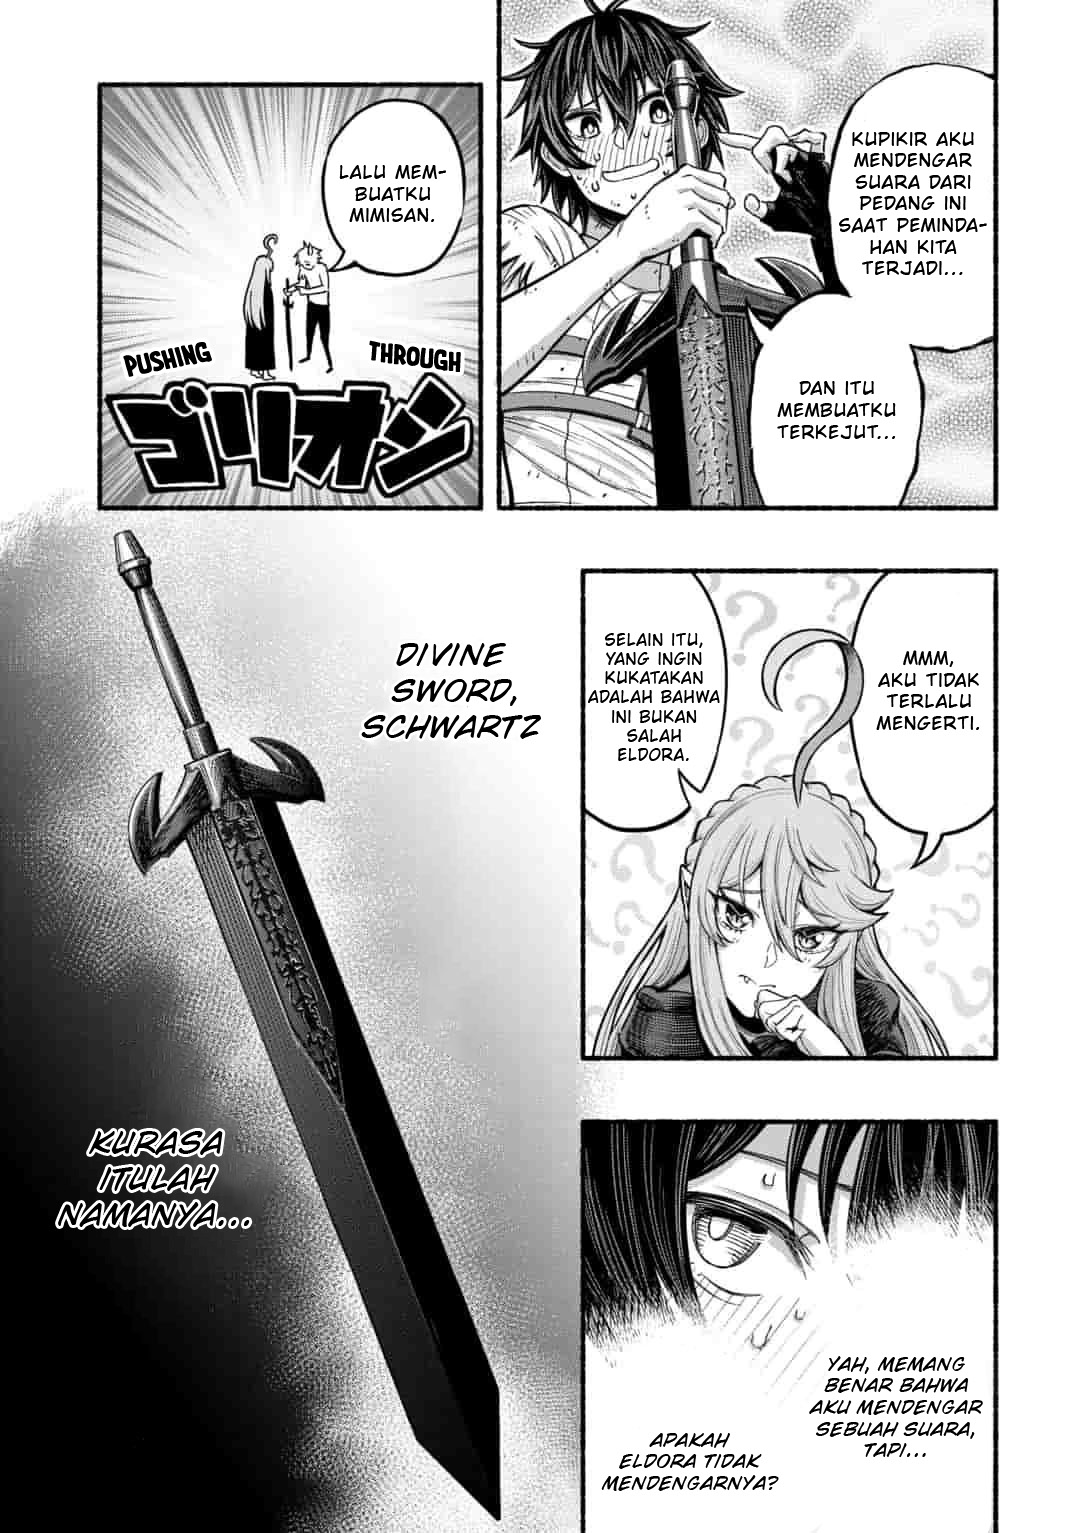 KUPIKIR AKU
MENDENGAR
SUARA DARI
PEDANG INI
SAAT PEMINDA-
HAN KITA
TERJADI...
DAN ITU
MEMBUATKU
TERKEJUT...
LALU MEM-
BUATKU
MIMISAN.
PUSHING THROUGH
ゴリオシ
MMM,
AKU TIDAK
TERLALU
MENGERTI.
SELAIN ITU,
YANG INGIN
KUKATAKAN
ADALAH BAHWA
INI BUKAN
SALAH
ELDORA.
YAH, MEMANG
BENAR BAHWA
AKU MENDENGAR
SEBUAH SUARA,
TAPI...
APAKAH
ELDORA TIDAK
MENDENGARNYA?
DIVINE
SWORD,
SCHWARTZ
KURASA
ITULAH
NAMANYA...